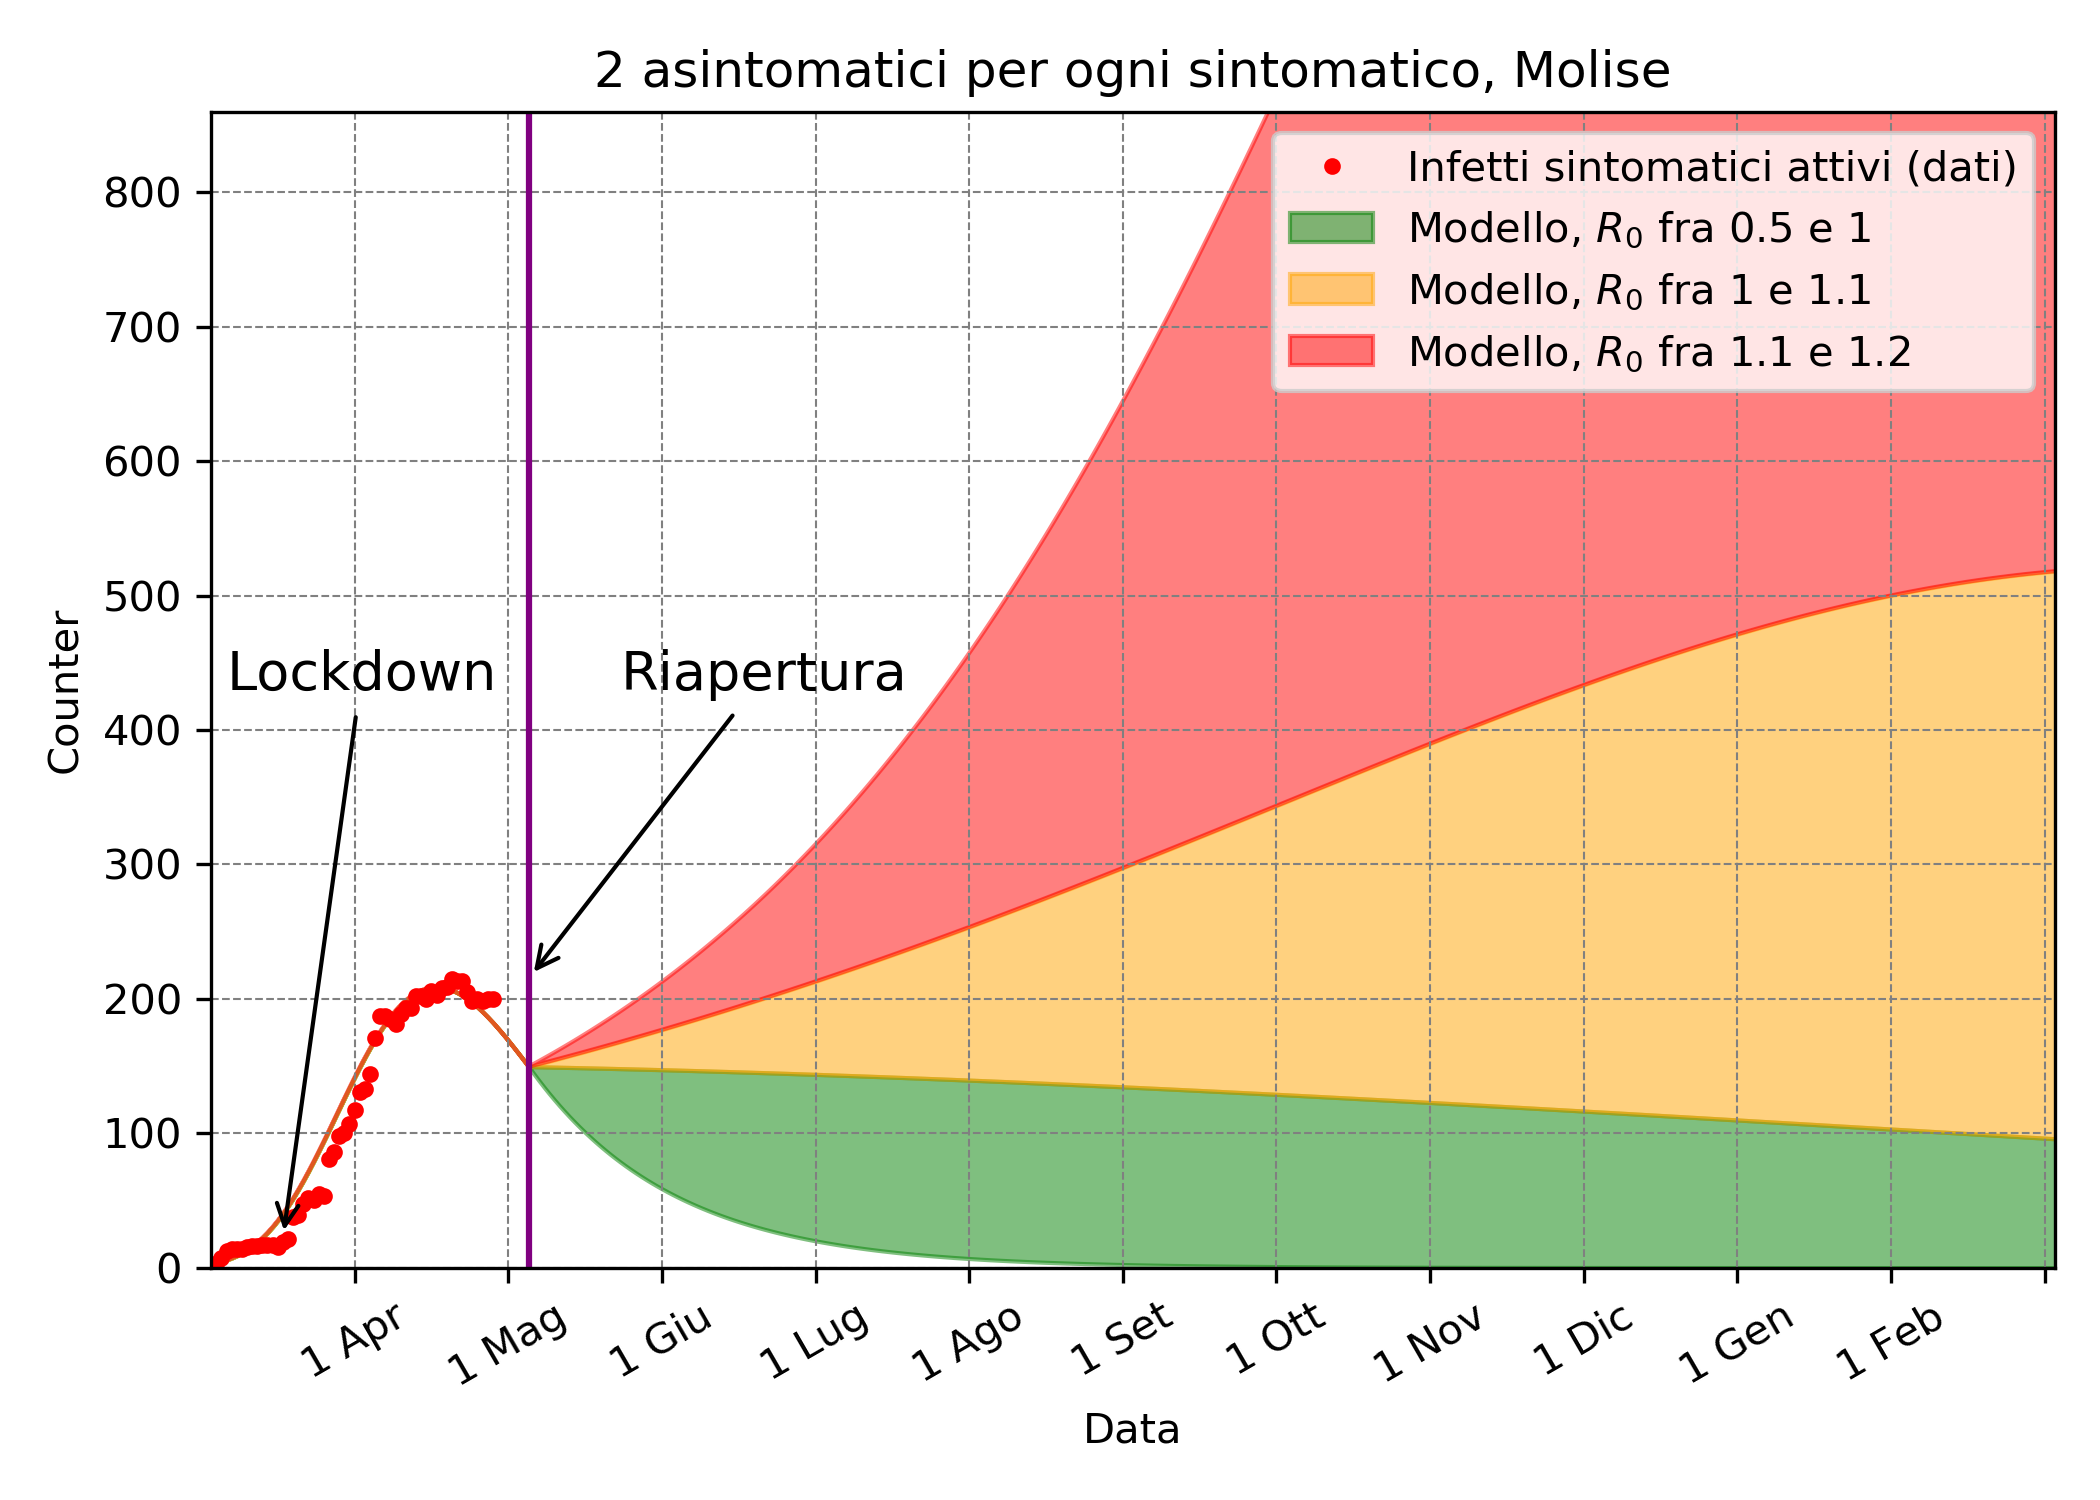 2 asintomatici per ogni sintomatico, Molise
Infetti sintomatici attivi (dati)
Modello, R0 fra 0.5 e 1
Modello, R0 fra 1 e 1.1
Modello, R0 fra 1.1 e 1.2
Lockdown
Riapertura
Counter
800
700
600
500
400
300
200
100
0
1 Apr
1 Mag
1 Giu
1 Lug
1 Ago
1 Set
1 Ott
1 Nov
1 Dic
1 Gen
1 Feb
Data